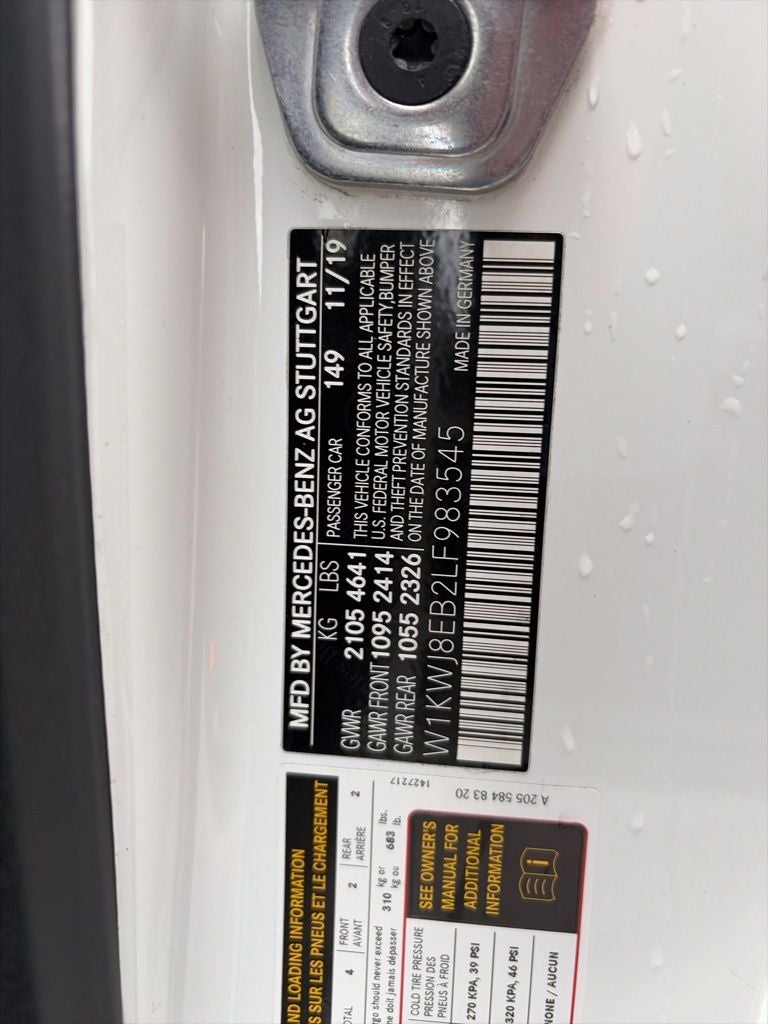 MFD BY MERCEDES-BENZ AG STUTTGART
KG LBS PASSENGER CAR 149 11/19
GVWR 2105 4641 THIS VEHICLE CONFORMS TO ALL APPLICABLE
GAWR FRONT 1095 2414 U.S. FEDERAL MOTOR VEHICLE SAFETY,BUMPER
GAWR REAR 1055 2326 AND THEFT PREVENTION STANDARDS IN EFFECT
ON THE DATE OF MANUFACTURE SHOWN ABOVE
W1KWJ8EB2LF983545 MADE IN GERMANY
LOADING INFORMATION
SUR LES PNEUS ET LE CHARGEMENT
4 FRONT 2 REAR 2
AVANT ARRIÈRE
should never exceed 310 kg or 683 lbs.
ne doit jamais dépasser kg ou lb.
1427217
A 205 584 83 20
COLD TIRE PRESSURE
PRESSION DES
PNEUS À FROID
270 KPA, 39 PSI
320 KPA, 46 PSI
NONE / AUCUN
SEE OWNER'S
MANUAL FOR
ADDITIONAL
INFORMATION